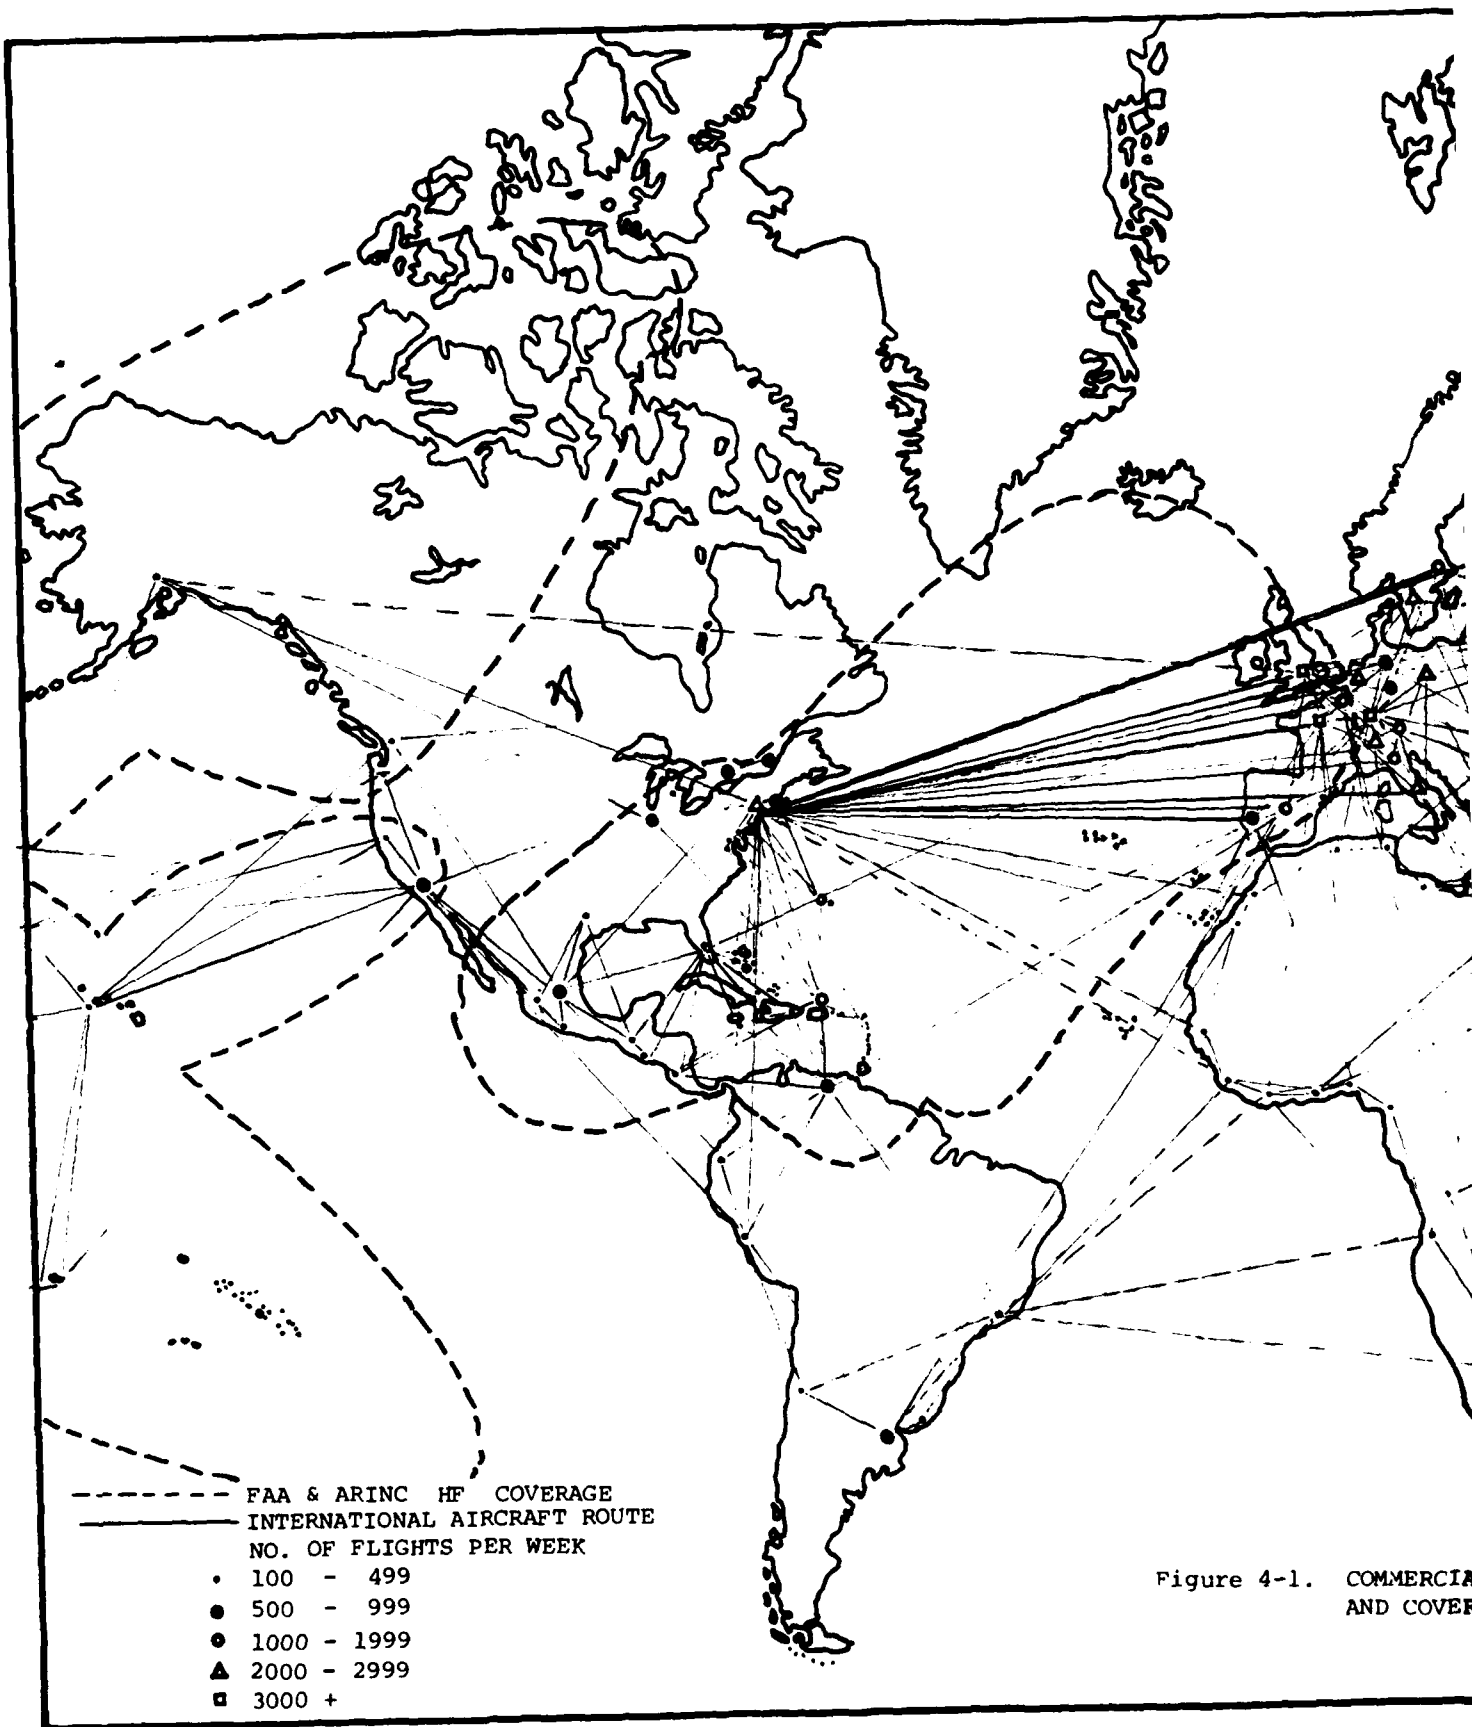 FAA & ARINC HF COVERAGE
INTERNATIONAL AIRCRAFT ROUTE
NO. OF FLIGHTS PER WEEK
100 - 499
500 - 999
1000 - 1999
2000 - 2999
3000 +
Figure 4-1. COMMERCIA
AND COVER